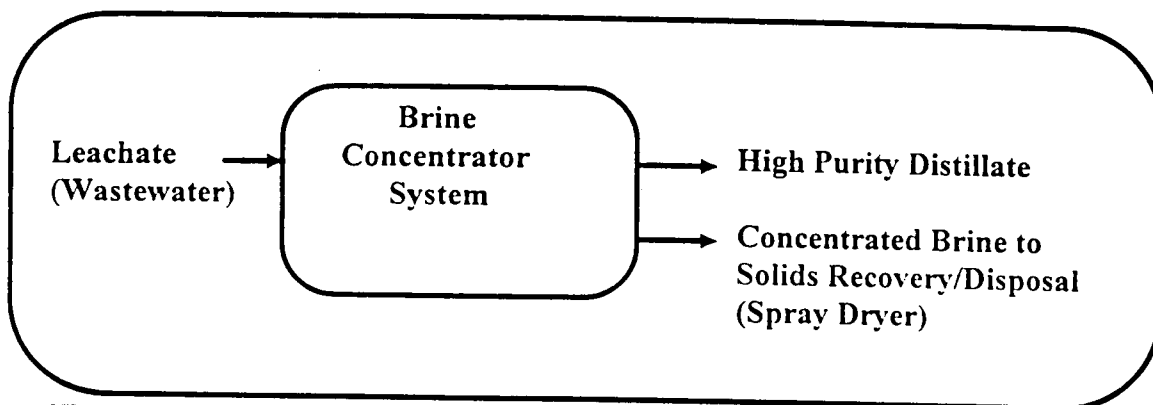 Leachate
(Wastewater)
Brine
Concentrator
System
High Purity Distillate
Concentrated Brine to
Solids Recovery/Disposal
(Spray Dryer)